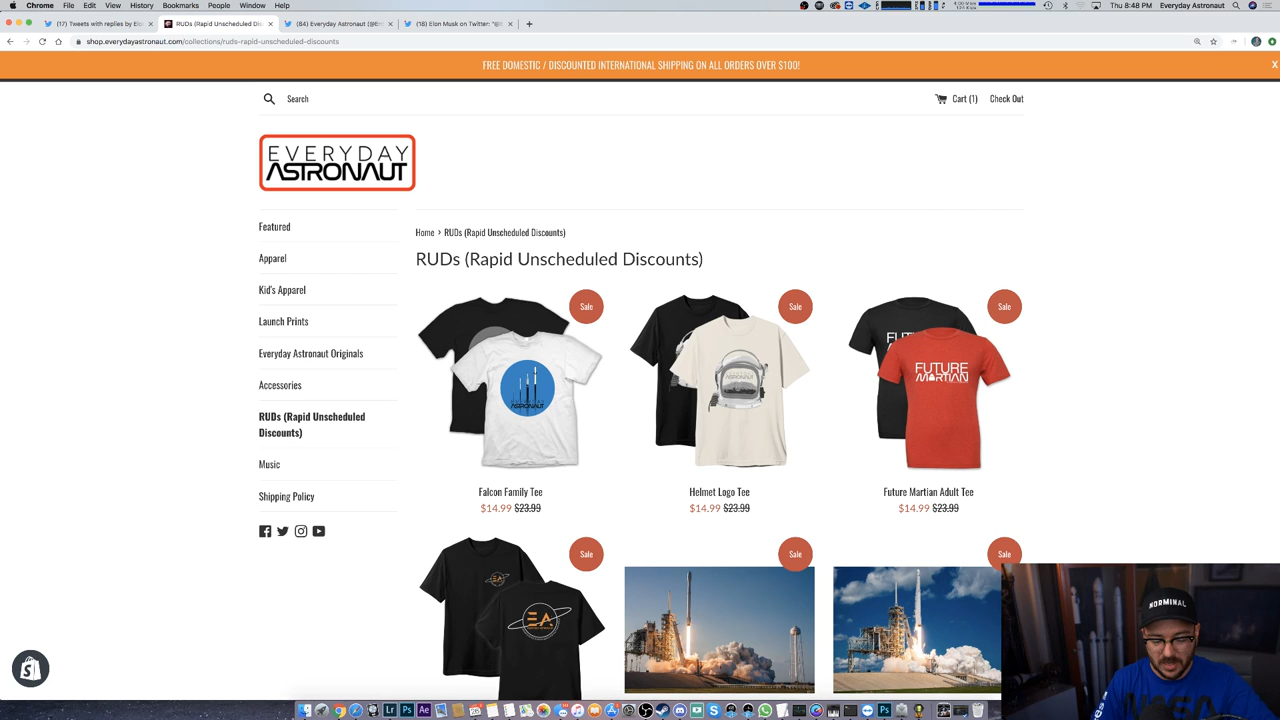 Chrome File Edit View History Bookmarks People Window Help Thu 8:48 PM Everyday Astronaut
(17) Tweets with replies by Elo RUDs (Rapid Unscheduled Dis (84) Everyday Astronaut (@Er (18) Elon Musk on Twitter: "@
shop.everydayastronaut.com/collections/ruds-rapid-unscheduled-discounts
FREE DOMESTIC / DISCOUNTED INTERNATIONAL SHIPPING ON ALL ORDERS OVER $100! X
Search Cart (1) Check Out
EVERYDAY
ASTRONAUT
Featured
Apparel
Kid's Apparel
Launch Prints
Everyday Astronaut Originals
Accessories
RUDs (Rapid Unscheduled
Discounts)
Music
Shipping Policy
Home › RUDs (Rapid Unscheduled Discounts)
RUDs (Rapid Unscheduled Discounts)
Sale Sale Sale
EVERYDAY
ASTRONAUT
FUTURE
FUTURE
MARTIAN
Falcon Family Tee Helmet Logo Tee Future Martian Adult Tee
$14.99 $23.99 $14.99 $23.99 $14.99 $23.99
Sale Sale Sale
EA
EA
NORMINAL